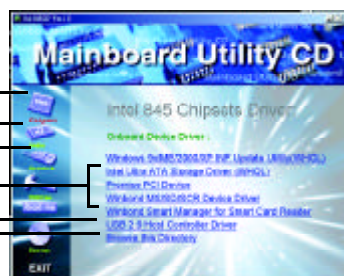 Mainboard Utility CD
Intel 845 Chipsets Driver
Onboard Device Driver :
Windows 9x/ME/2000/XP INF Update Utility(WHQL)
Intel Ultra ATA Storage Driver (WHQL)
Promise PCI Device
Winbond MS/SD/SCR Device Driver
Winbond Smart Manager for Smart Card Reader
USB 2.0 Host Controller Driver
Browse this Directory
EXIT